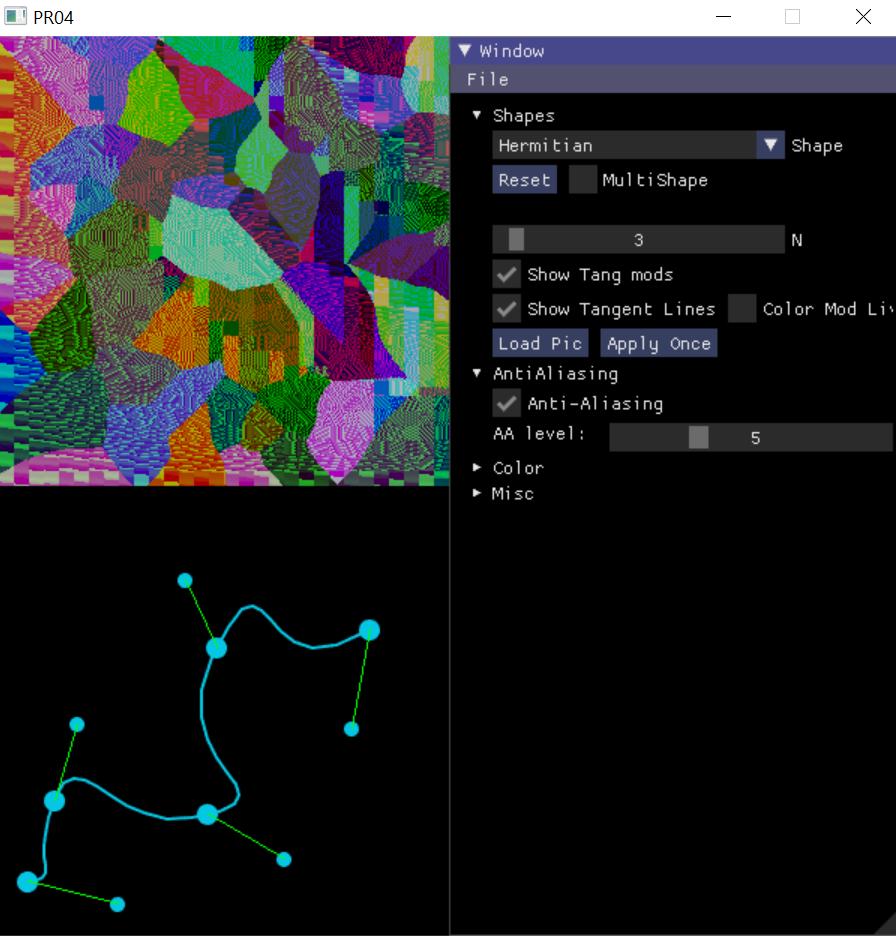 PR04
Window
File
Shapes
Hermitian Shape
Reset MultiShape
3 N
Show Tang mods
Show Tangent Lines Color Mod Li
Load Pic Apply Once
AntiAliasing
Anti-Aliasing
AA level: 5
Color
Misc